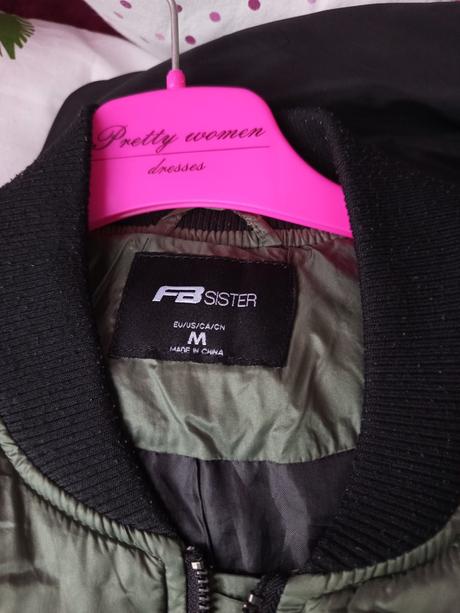 Pretty women
dresses
FB SISTER
EU/US/CA/CN
M
MADE IN CHINA